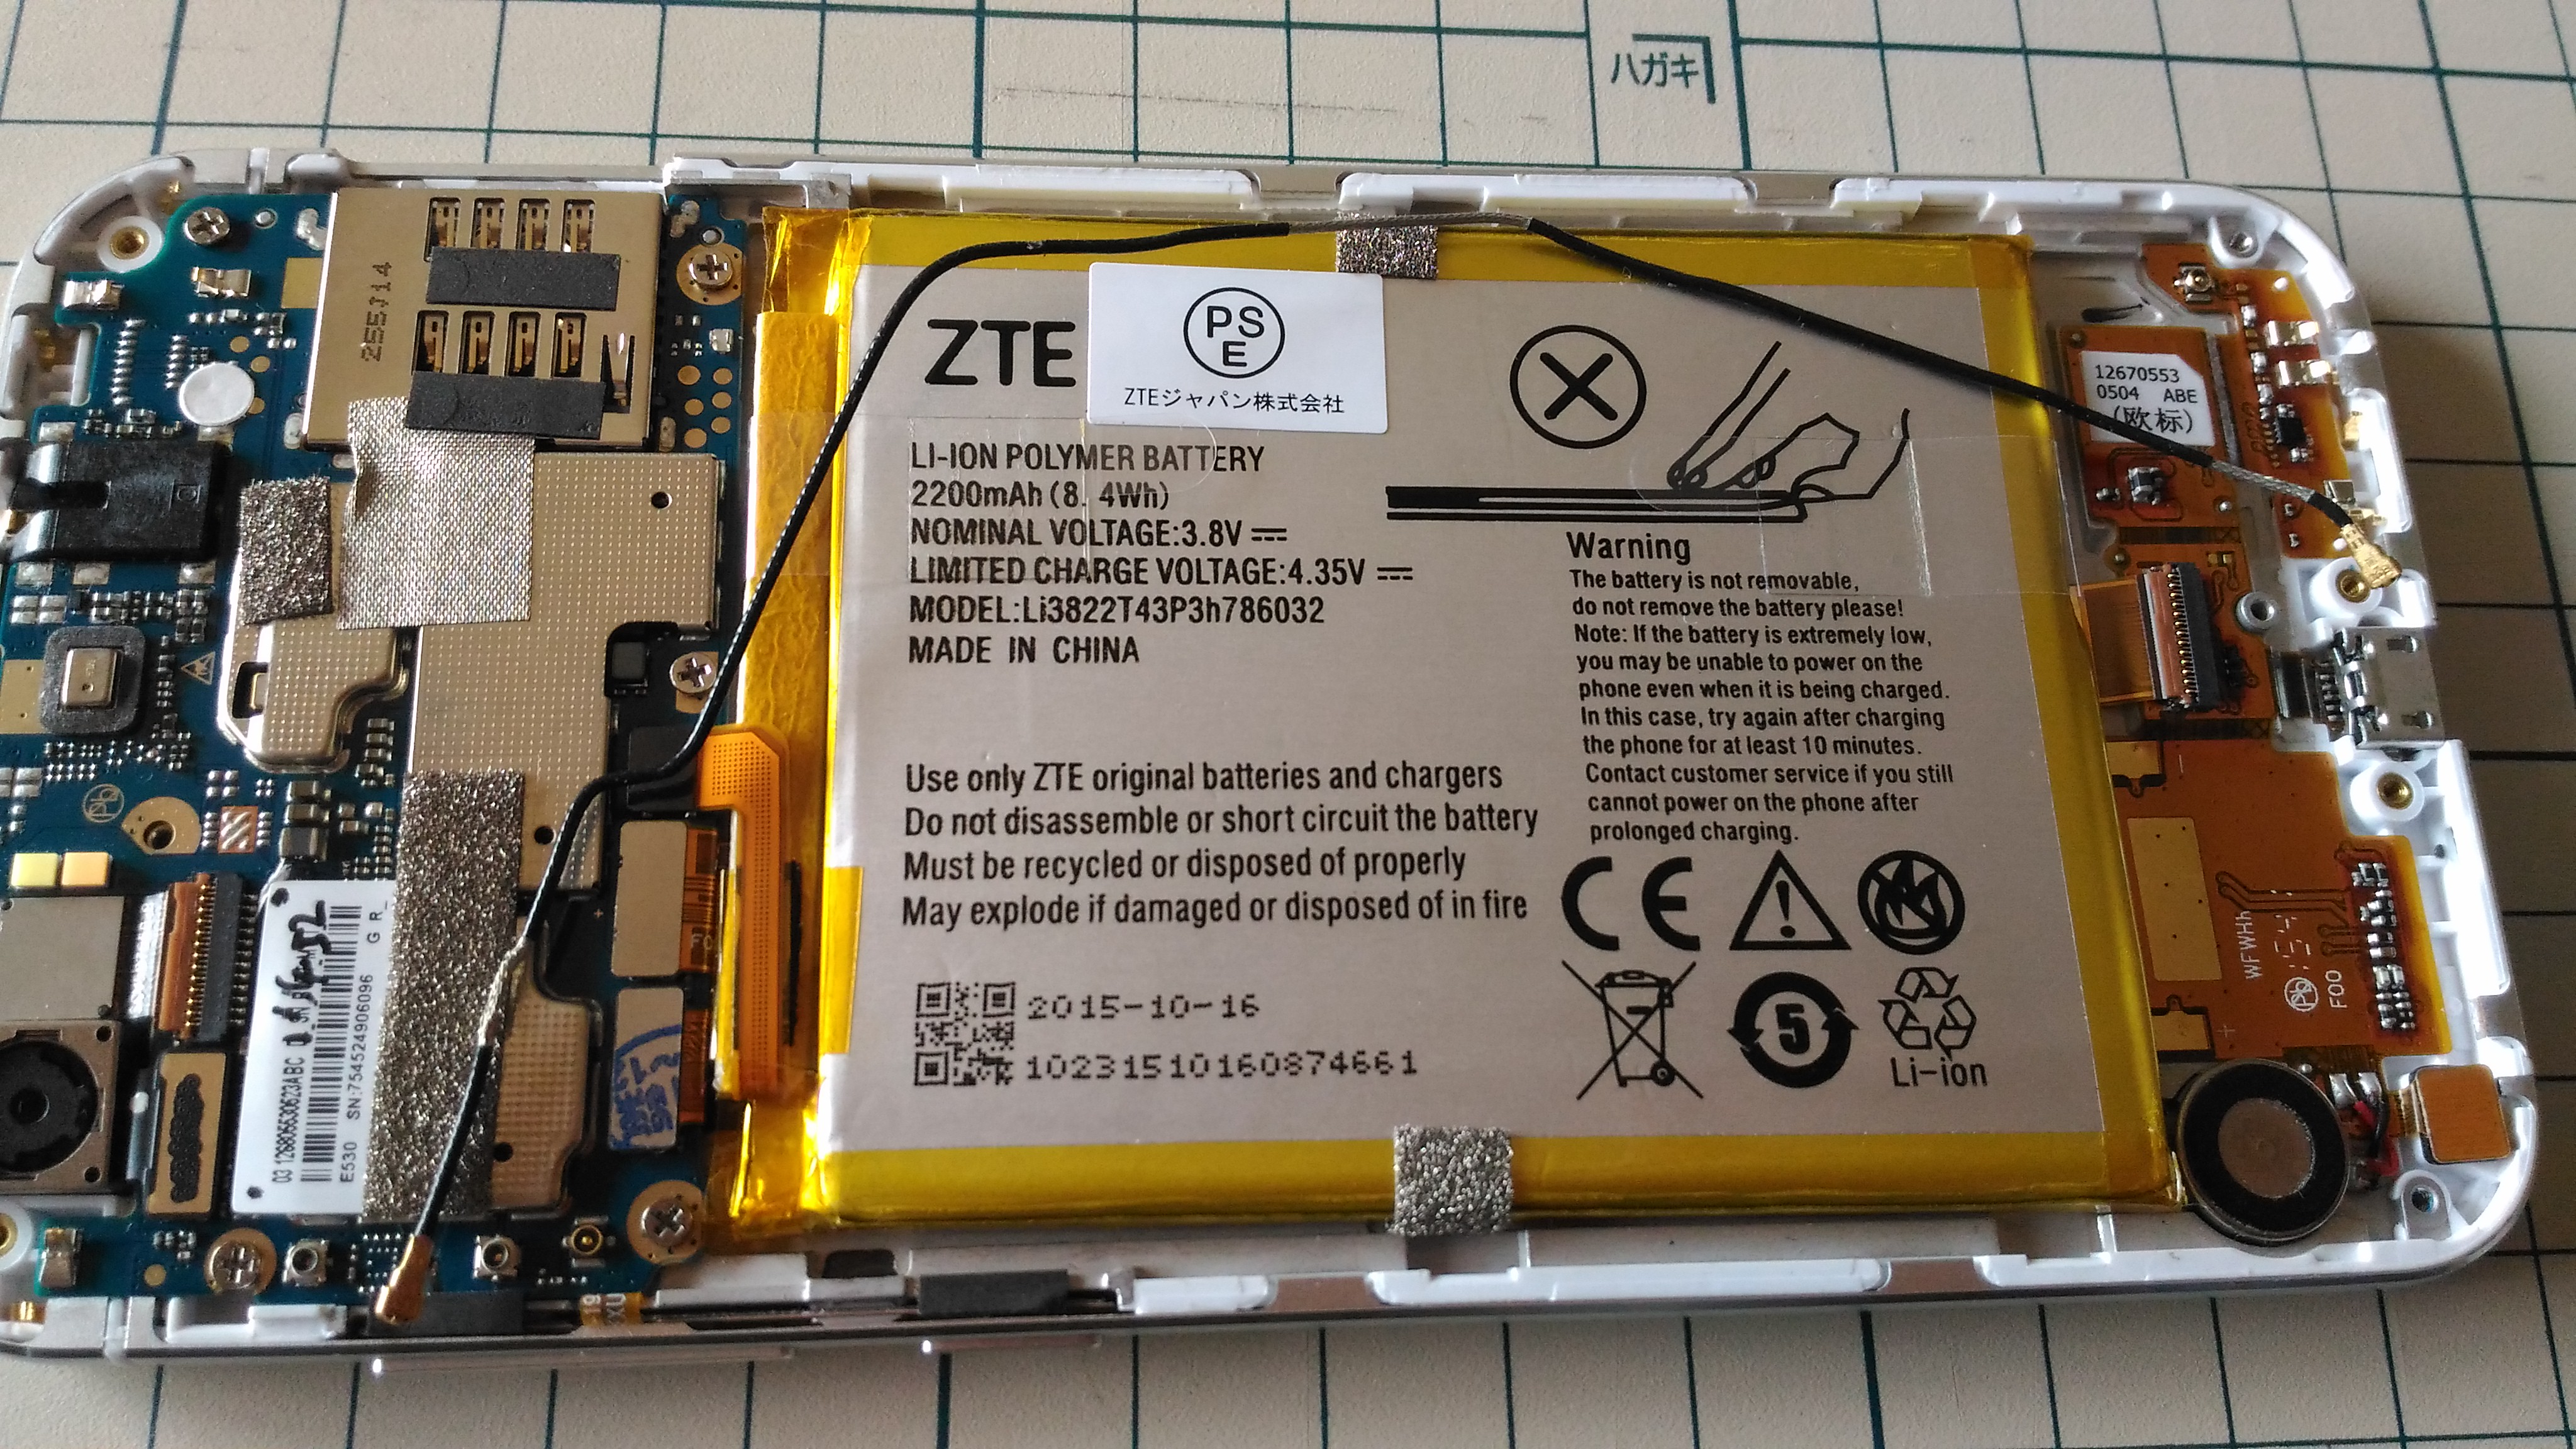 ハガキ
255J14
ZTE
PS
E
ZTEジャパン株式会社
LI-ION POLYMER BATTERY
2200mAh (8. 4Wh)
NOMINAL VOLTAGE:3.8V
LIMITED CHARGE VOLTAGE:4.35V
MODEL:Li3822T43P3h786032
MADE IN CHINA
Warning
The battery is not removable,
do not remove the battery please!
Note: If the battery is extremely low,
you may be unable to power on the
phone even when it is being charged.
In this case, try again after charging
the phone for at least 10 minutes.
Contact customer service if you still
cannot power on the phone after
prolonged charging.
Use only ZTE original batteries and chargers
Do not disassemble or short circuit the battery
Must be recycled or disposed of properly
May explode if damaged or disposed of in fire
CE
5
Li-ion
2015-10-16
10231510160874661
12670553
0504 ABE
(欧标)
WFWHh
Pb
F00
Pb
E530 SN:754524906096